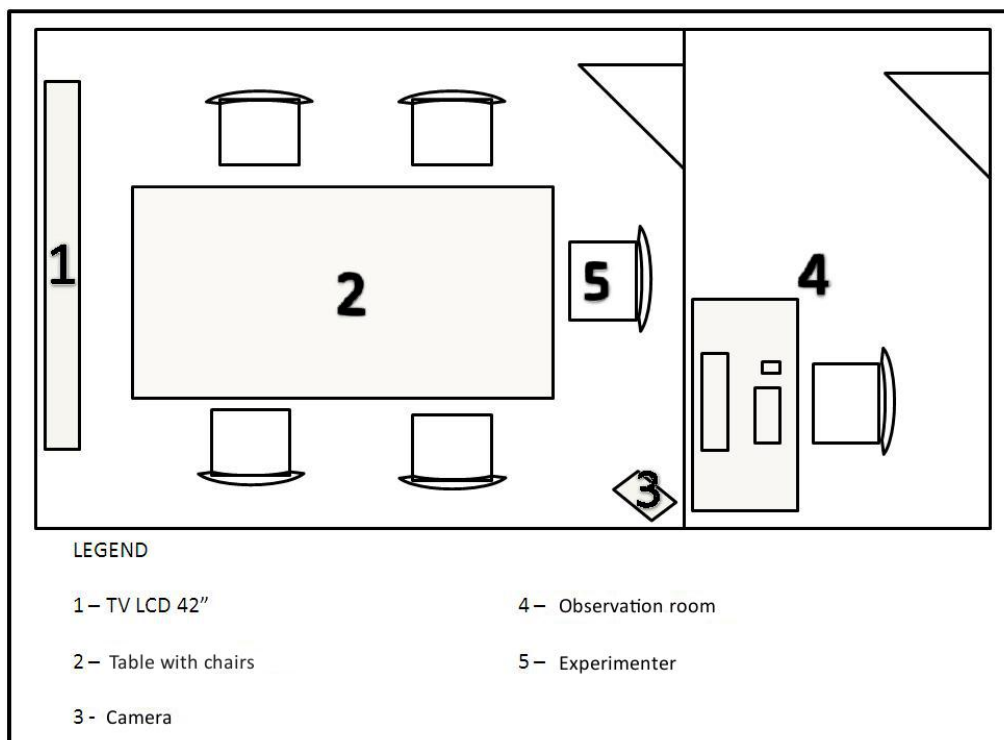 1
2
5
4
3
LEGEND
1 – TV LCD 42”
4 – Observation room
2 – Table with chairs
5 – Experimenter
3 - Camera